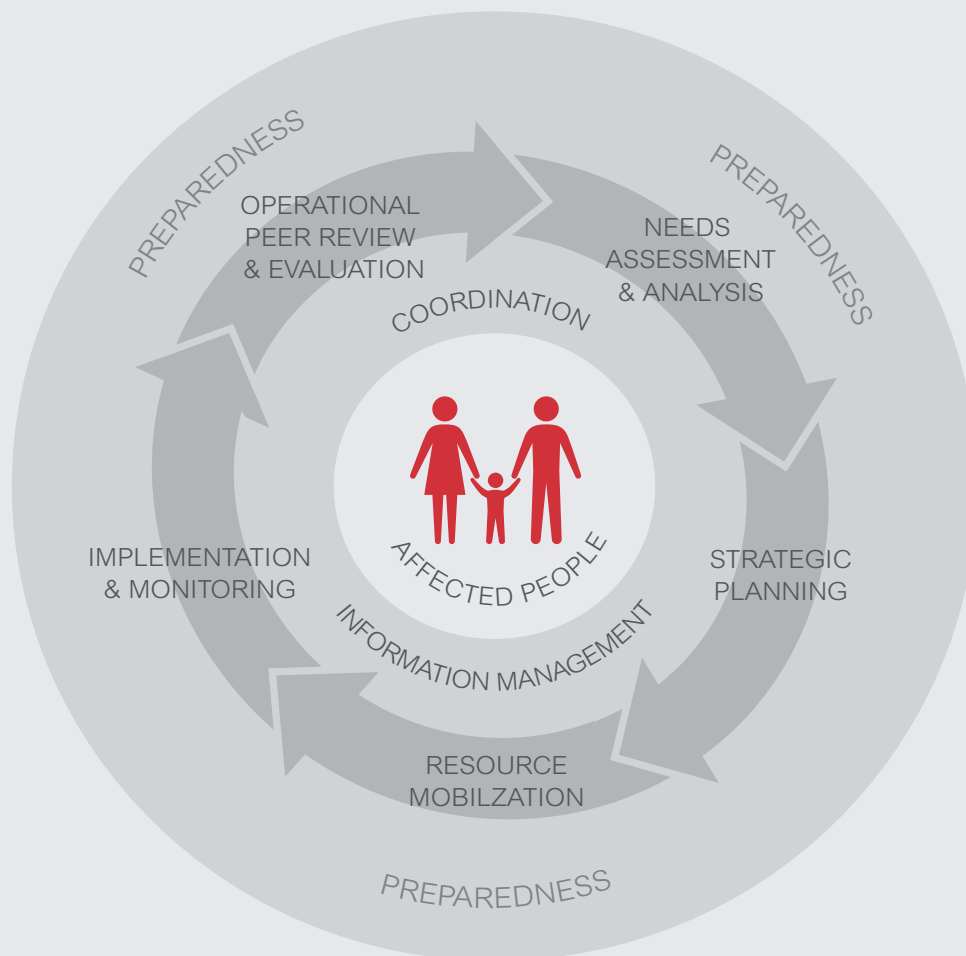 PREPAREDNESS
PREPAREDNESS
OPERATIONAL
PEER REVIEW
& EVALUATION
NEEDS
ASSESSMENT
& ANALYSIS
COORDINATION
AFFECTED PEOPLE
INFORMATION MANAGEMENT
IMPLEMENTATION
& MONITORING
STRATEGIC
PLANNING
RESOURCE
MOBILZATION
PREPAREDNESS